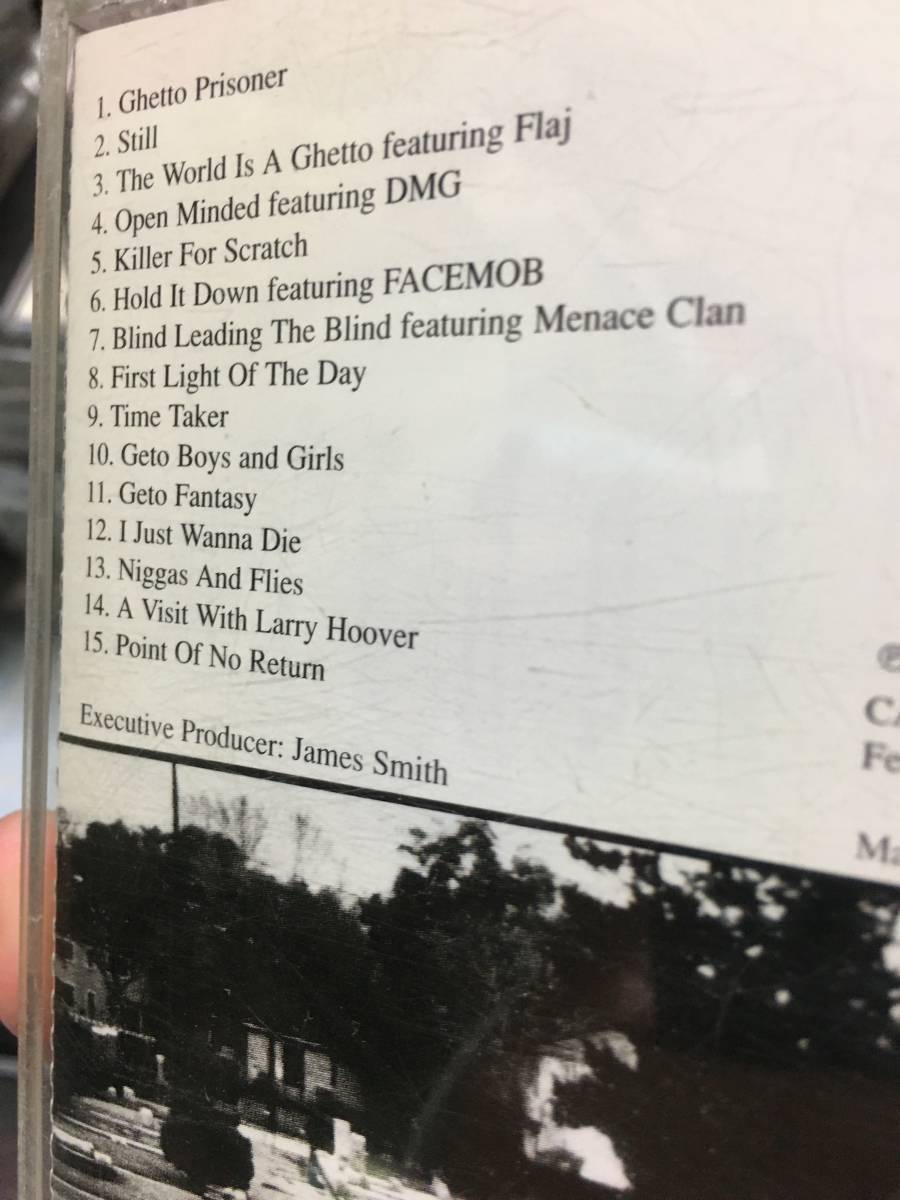 1. Ghetto Prisoner
2. Still
3. The World Is A Ghetto featuring Flaj
4. Open Minded featuring DMG
5. Killer For Scratch
6. Hold It Down featuring FACEMOB
7. Blind Leading The Blind featuring Menace Clan
8. First Light Of The Day
9. Time Taker
10. Geto Boys and Girls
11. Geto Fantasy
12. I Just Wanna Die
13. Niggas And Flies
14. A Visit With Larry Hoover
15. Point Of No Return
Executive Producer: James Smith
℗